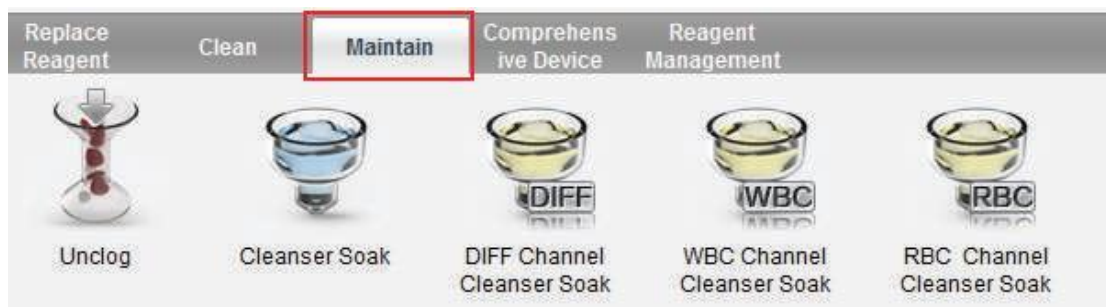 Replace
Reagent
Clean
Maintain
Comprehens
ive Device
Reagent
Management
DIFF
WBC
RBC
Unclog
Cleanser Soak
DIFF Channel
Cleanser Soak
WBC Channel
Cleanser Soak
RBC Channel
Cleanser Soak